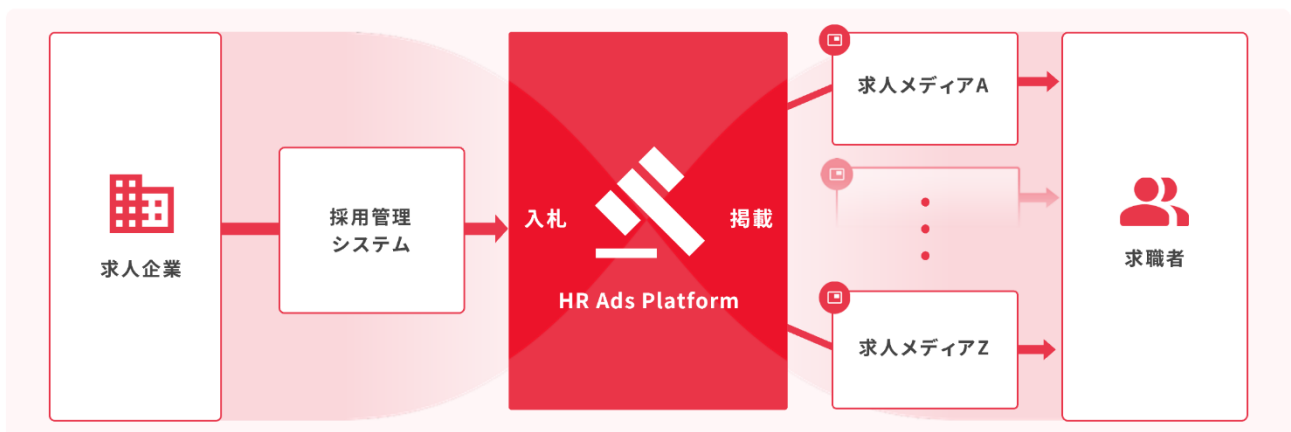 求人企業
採用管理
システム
入札
掲載
HR Ads Platform
求人メディアA
求人メディアZ
求職者